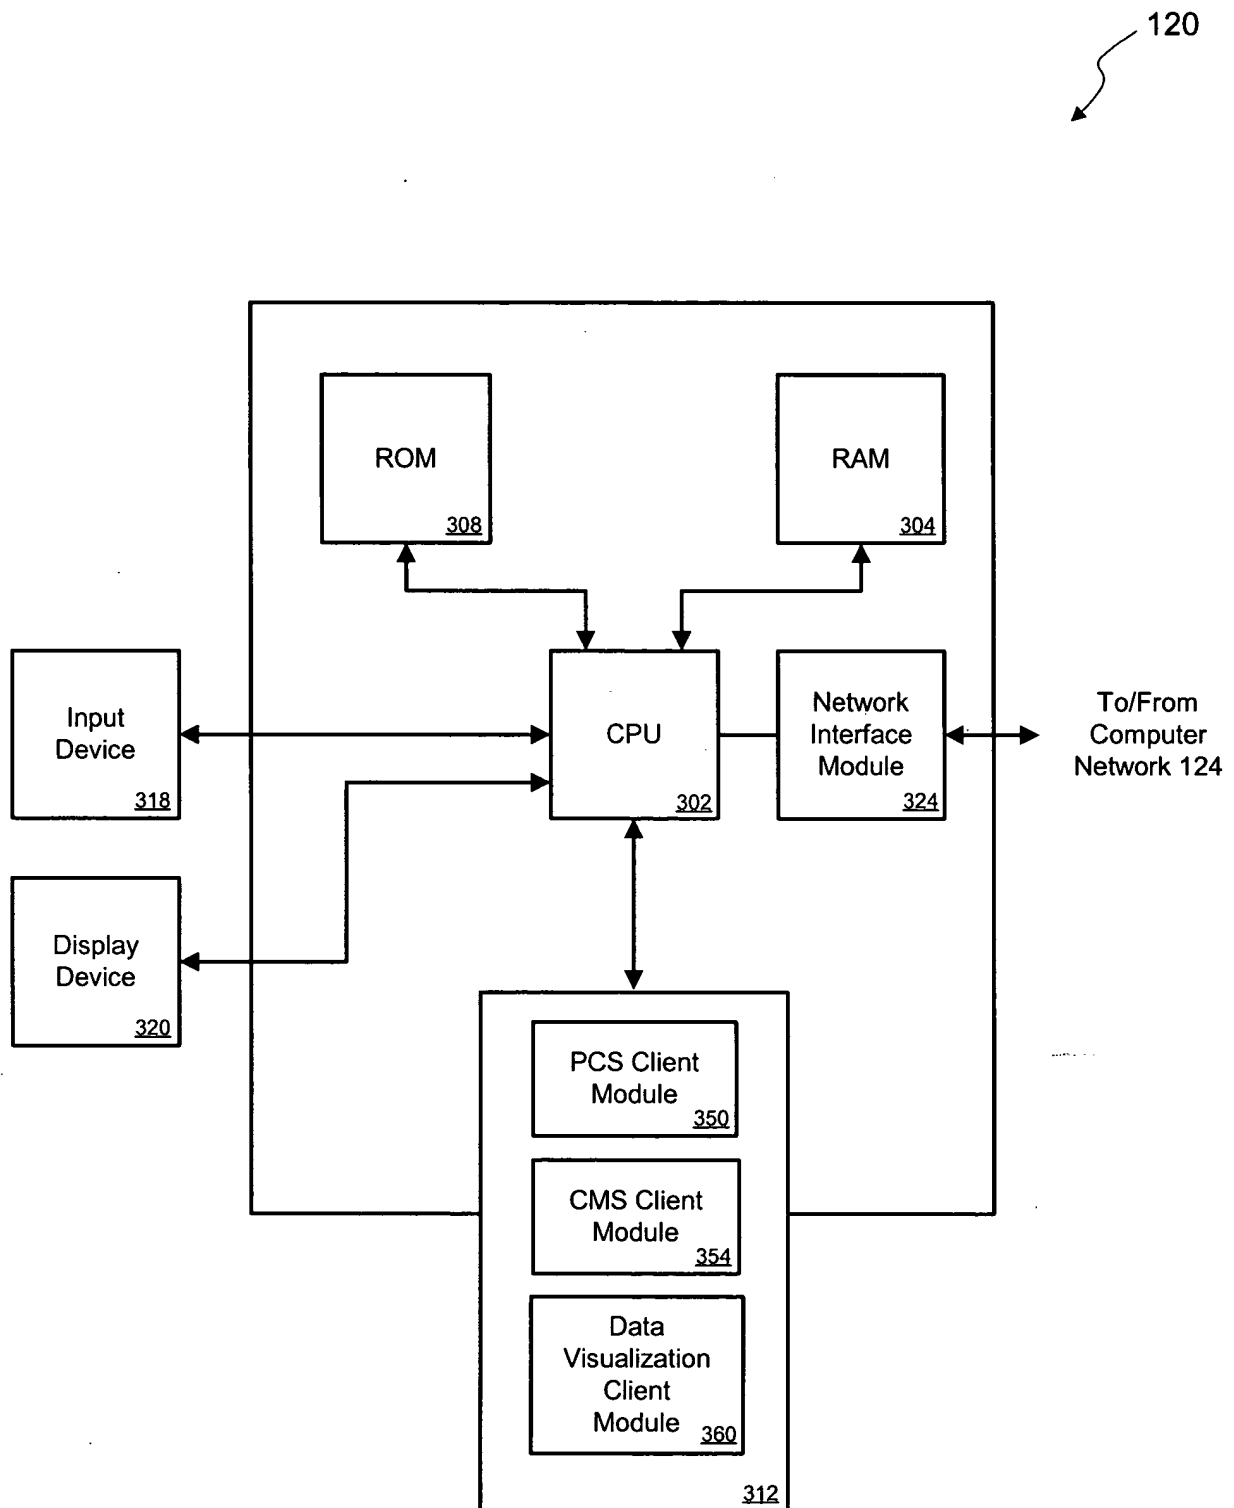 120
ROM
308
RAM
304
Input
Device
318
CPU
302
Network
Interface
Module
324
To/From
Computer
Network 124
Display
Device
320
PCS Client
Module
350
CMS Client
Module
354
Data
Visualization
Client
Module
360
312